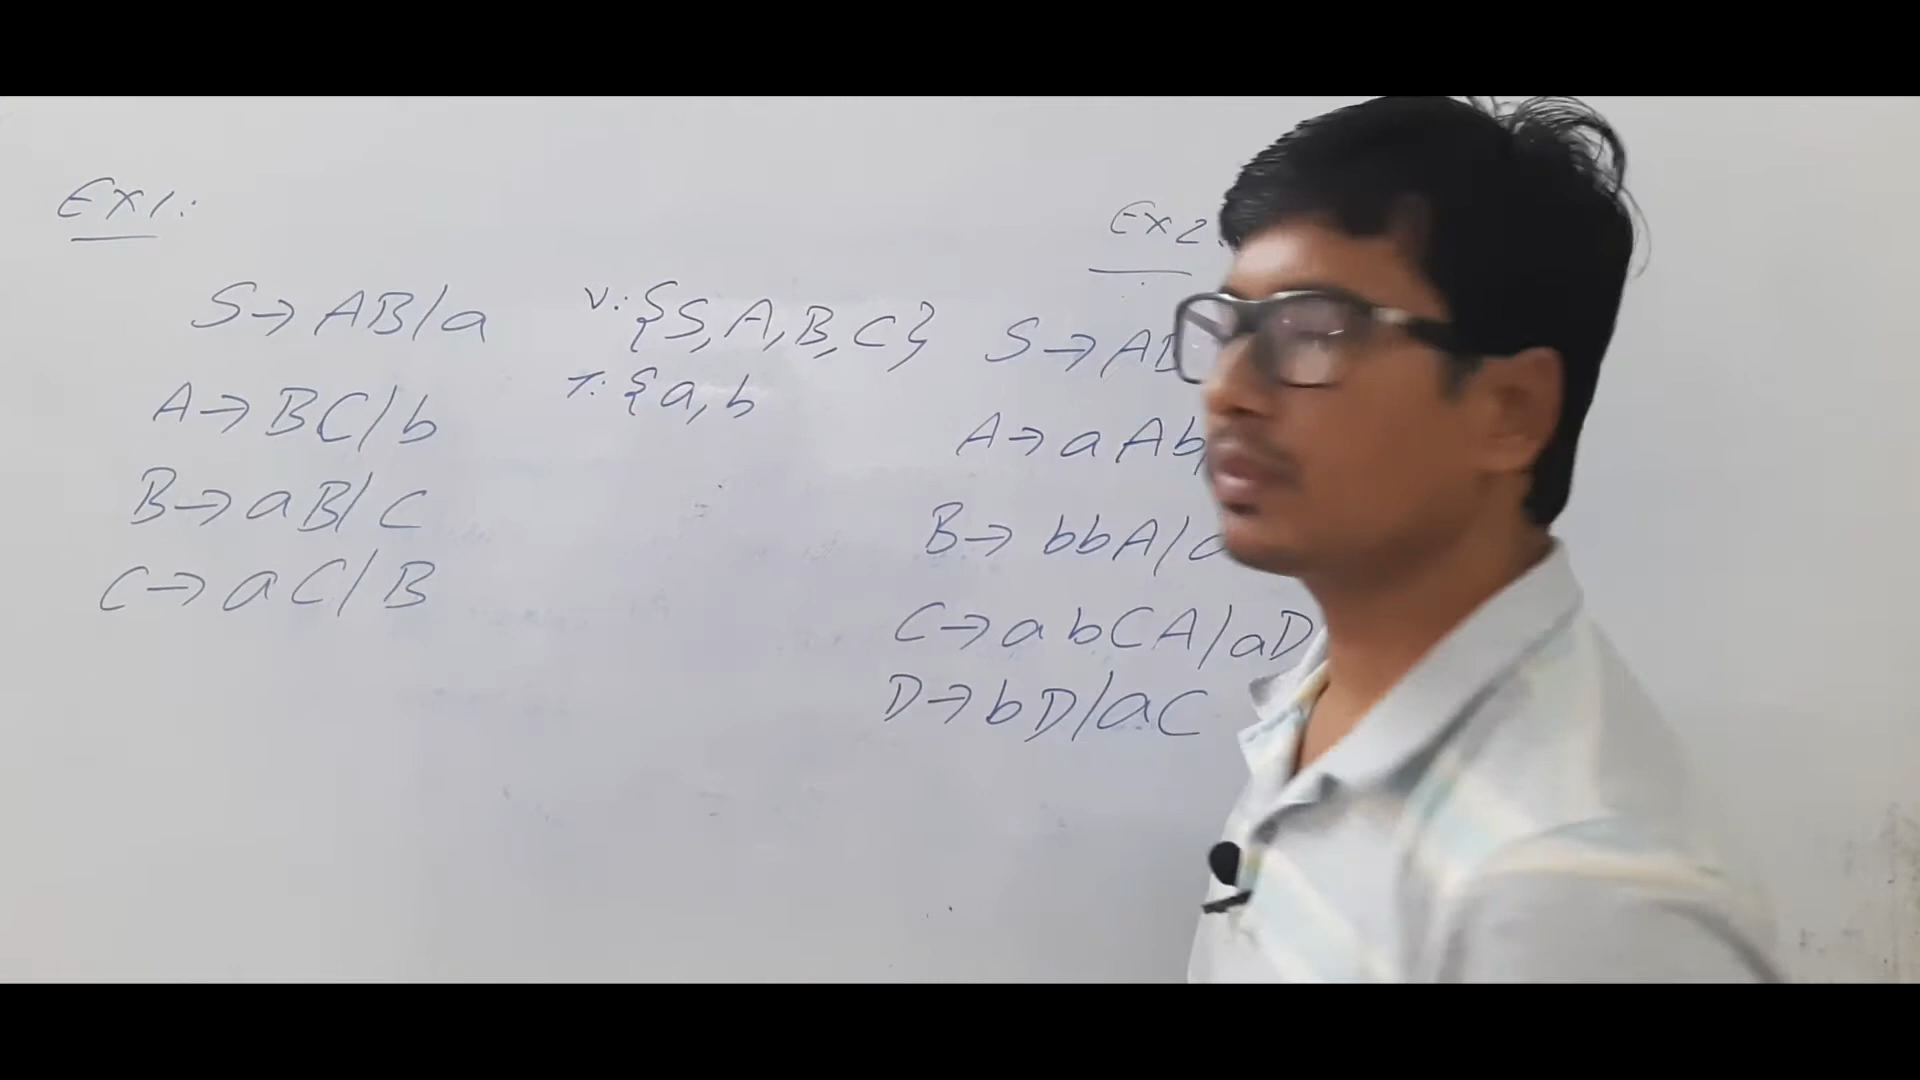 Ex1:
S→AB/a
A→BC/b
B→aB/C
C→aC/B
V:{S,A,B,C}
T:{a,b
Ex2:
S→A
A→aAb/
B→bbA/
C→abCA/aD
D→bD/aC